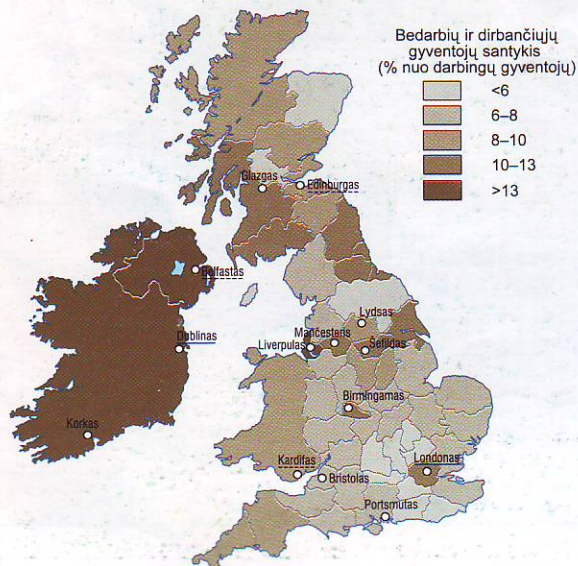 Bedarbių ir dirbančiųjų
gyventojų santykis
(% nuo darbingų gyventojų)
<6
6–8
8–10
10–13
>13
Glazgas
Edinburgas
Belfastas
Dublinas
Korkas
Lydsas
Mančesteris
Liverpulas
Šefildas
Birmingamas
Kardifas
Bristolas
Londonas
Portsmutas